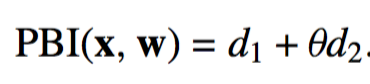 PBI(x, w) = d₁ + θd₂.